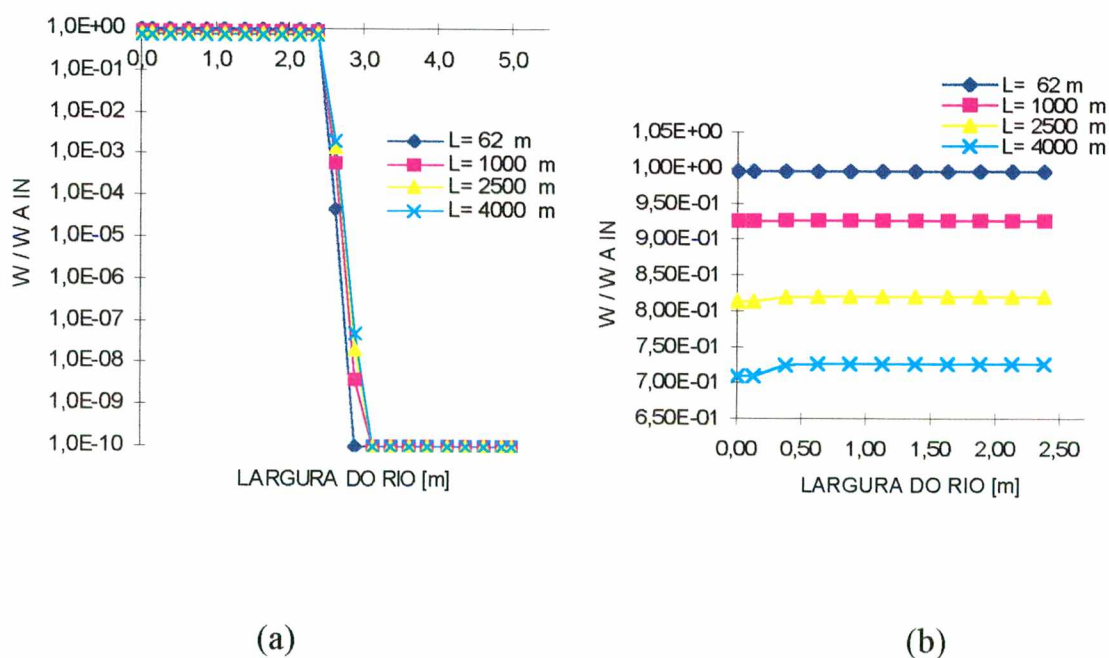 1,0E+00
1,0E-01
1,0E-02
1,0E-03
1,0E-04
1,0E-05
1,0E-06
1,0E-07
1,0E-08
1,0E-09
1,0E-10
0,0 1,0 2,0 3,0 4,0 5,0
W / W A IN
LARGURA DO RIO [m]
L= 62 m
L= 1000 m
L= 2500 m
L= 4000 m
(a)
L= 62 m
L= 1000 m
L= 2500 m
L= 4000 m
1,05E+00
1,00E+00
9,50E-01
9,00E-01
8,50E-01
8,00E-01
7,50E-01
7,00E-01
6,50E-01
0,00 0,50 1,00 1,50 2,00 2,50
W / W A IN
LARGURA DO RIO [m]
(b)